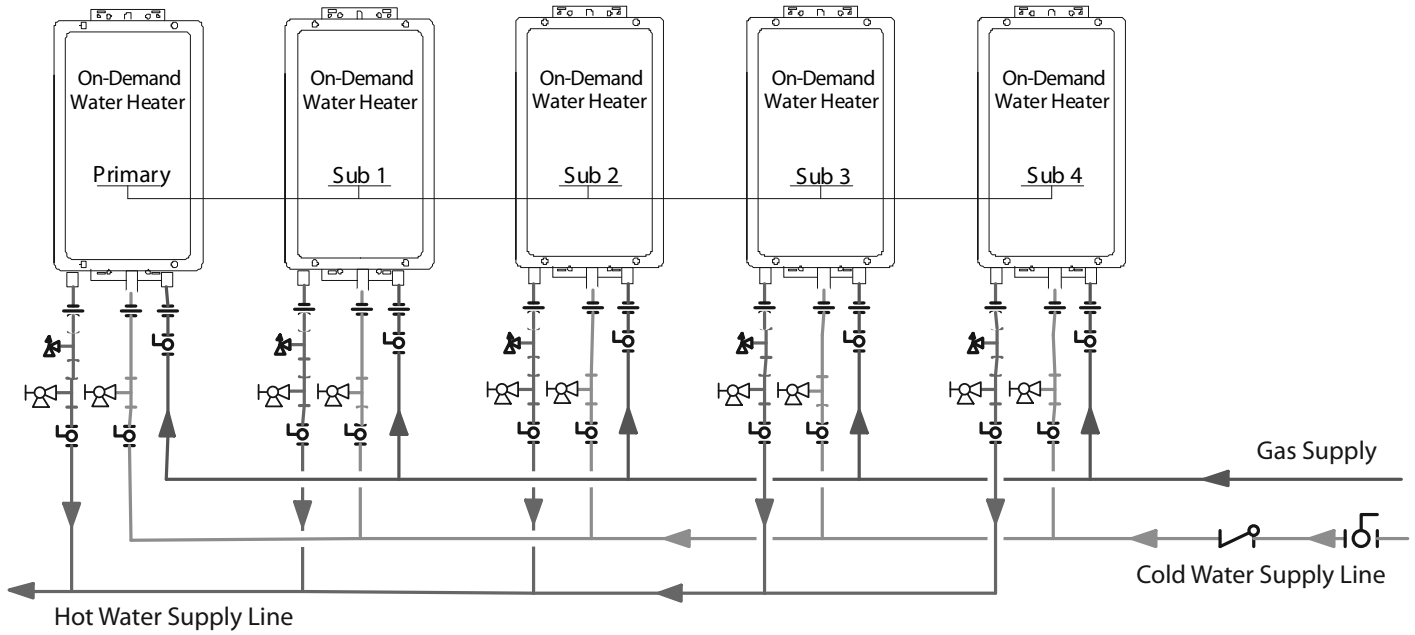 On-Demand
Water Heater
On-Demand
Water Heater
On-Demand
Water Heater
On-Demand
Water Heater
On-Demand
Water Heater
Primary
Sub 1
Sub 2
Sub 3
Sub 4
Gas Supply
Cold Water Supply Line
Hot Water Supply Line